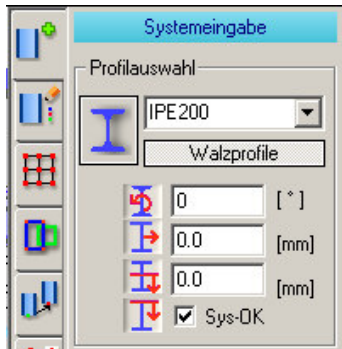 Systemeingabe
Profilauswahl
IPE200
Walzprofile
0 [°]
0.0 [mm]
0.0 [mm]
Sys-OK